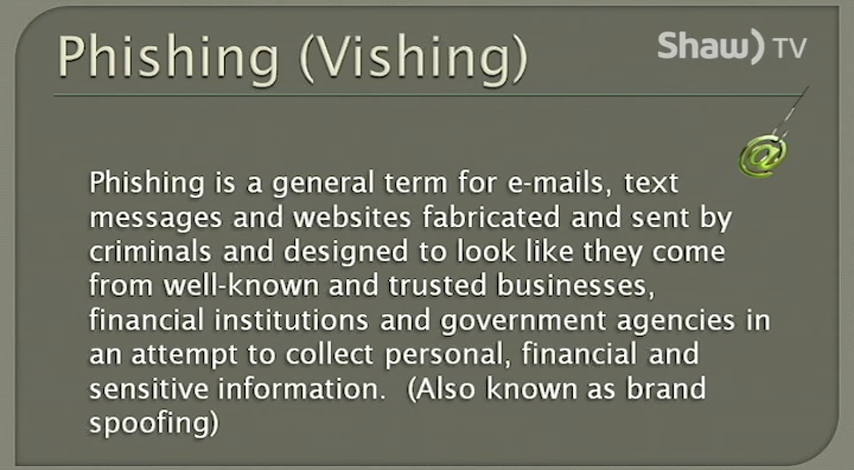 Phishing (Vishing)
Shaw) TV
Phishing is a general term for e-mails, text
messages and websites fabricated and sent by
criminals and designed to look like they come
from well-known and trusted businesses,
financial institutions and government agencies in
an attempt to collect personal, financial and
sensitive information.  (Also known as brand
spoofing)
@